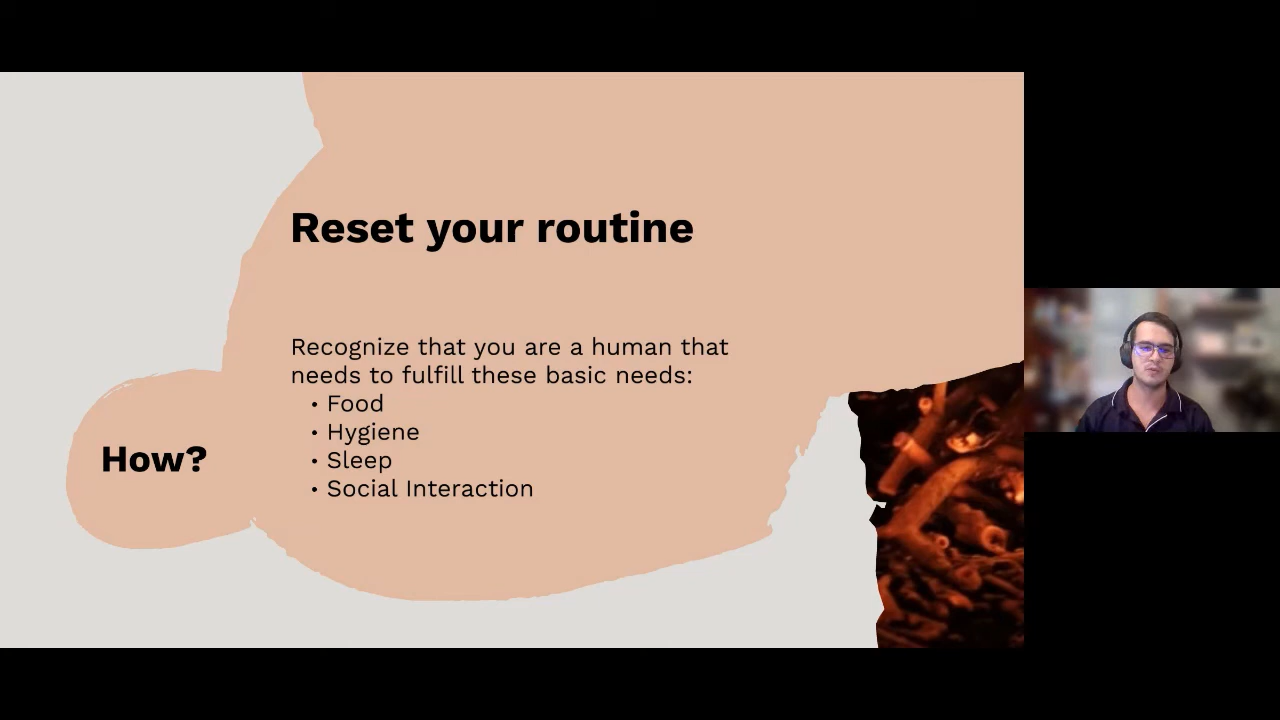 Reset your routine
Recognize that you are a human that
needs to fulfill these basic needs:
• Food
• Hygiene
• Sleep
• Social Interaction
How?